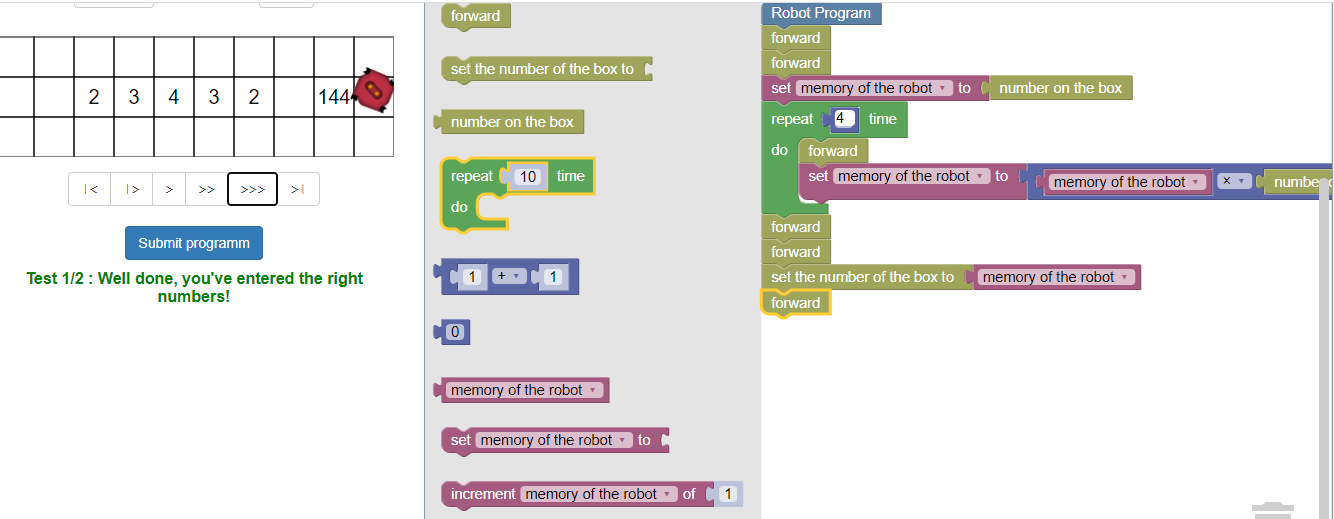 2 3 4 3 2 144
|< |> > >> >>> >|
Submit programm
Test 1/2 : Well done, you've entered the right
numbers!
forward
set the number of the box to
number on the box
repeat 10 time
do
1 + 1
0
memory of the robot
set memory of the robot to
increment memory of the robot of 1
Robot Program
forward
forward
set memory of the robot to number on the box
repeat 4 time
do forward
set memory of the robot to memory of the robot ×
forward
forward
set the number of the box to memory of the robot
forward